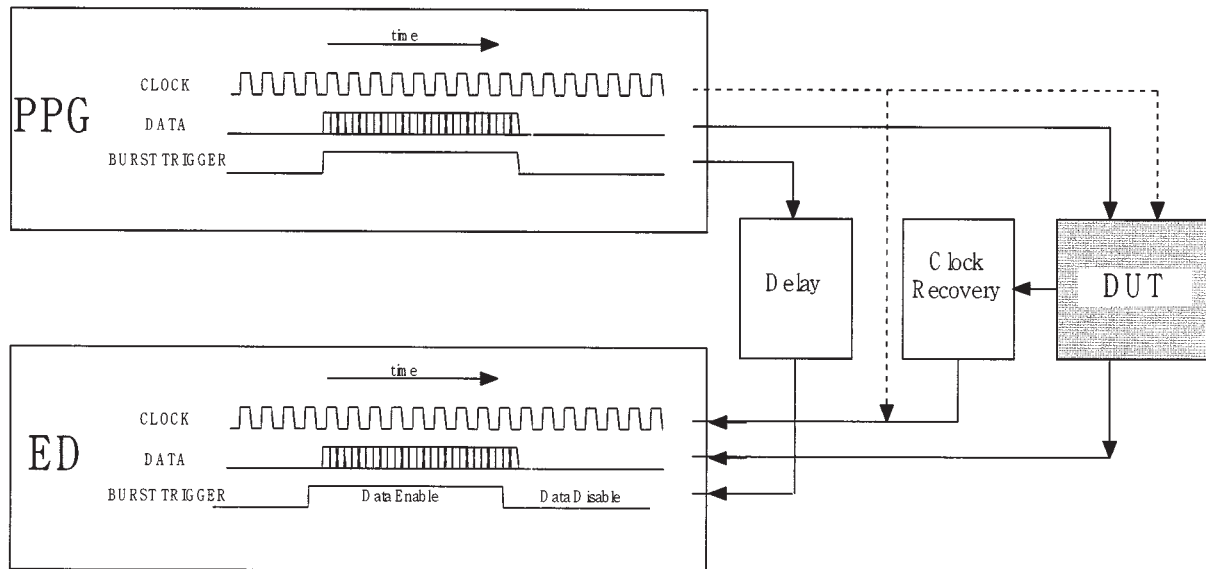 time
CLOCK
PPG
DATA
BURST TRIGGER
Delay
Clock
Recovery
DUT
time
CLOCK
ED
DATA
BURST TRIGGER
Data Enable
Data Disable